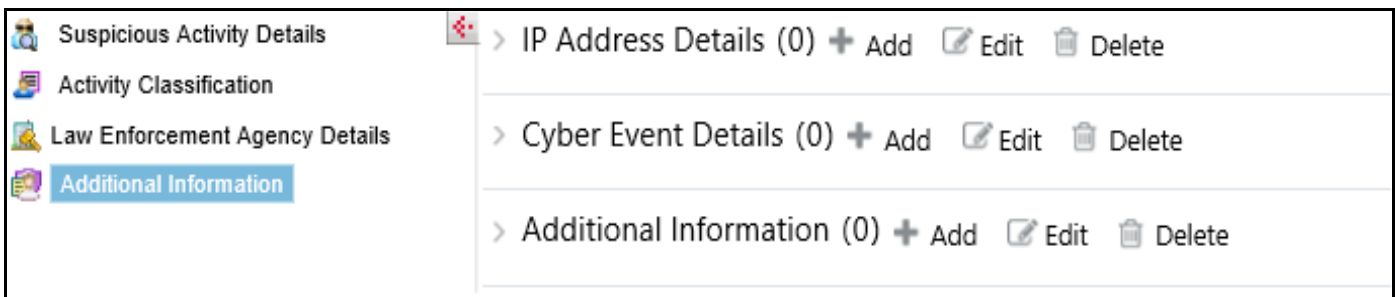 Suspicious Activity Details
Activity Classification
Law Enforcement Agency Details
Additional Information
IP Address Details (0) Add Edit Delete
Cyber Event Details (0) Add Edit Delete
Additional Information (0) Add Edit Delete